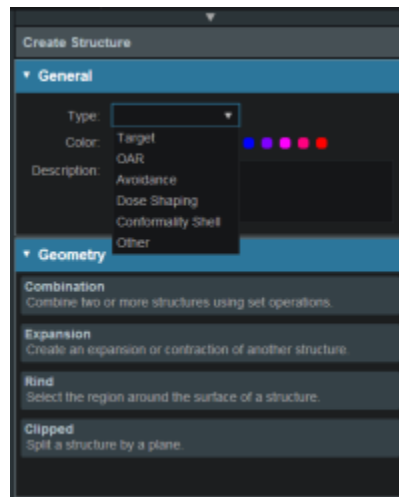 Create Structure
General
Type:
Target
Color:
OAR
Description:
Avoidance
Dose Shaping
Conformality Shell
Other
Geometry
Combination
Combine two or more structures using set operations.
Expansion
Create an expansion or contraction of another structure.
Rind
Select the region around the surface of a structure.
Clipped
Split a structure by a plane.